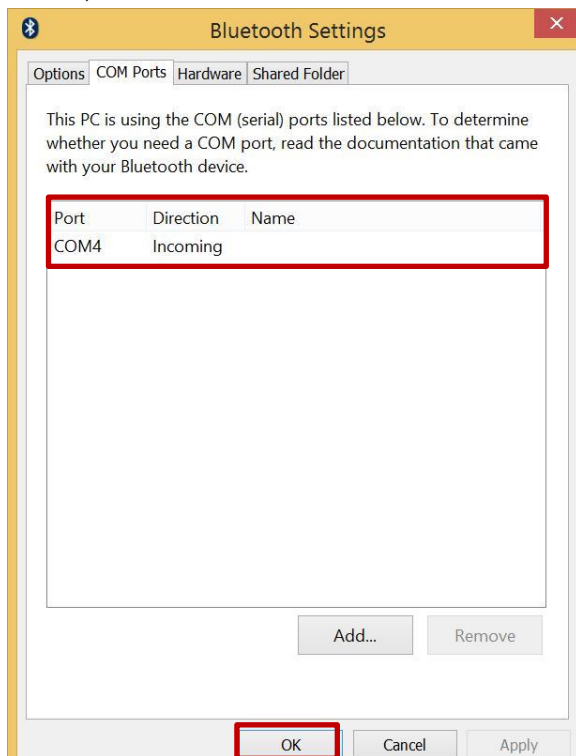 Bluetooth Settings
Options COM Ports Hardware Shared Folder
This PC is using the COM (serial) ports listed below. To determine
whether you need a COM port, read the documentation that came
with your Bluetooth device.
Port Direction Name
COM4 Incoming
Add... Remove
OK Cancel Apply